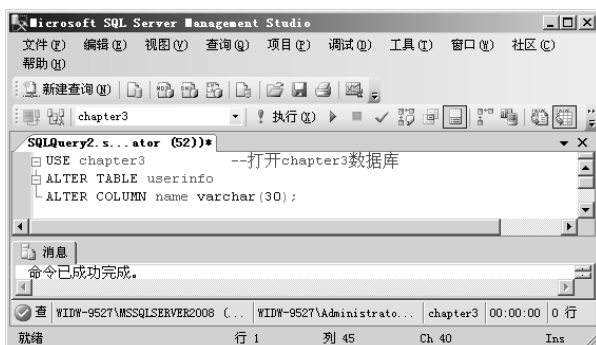 Microsoft SQL Server Management Studio
文件(F) 编辑(E) 视图(V) 查询(Q) 项目(P) 调试(D) 工具(T) 窗口(W) 社区(C)
帮助(H)
新建查询(N)
chapter3 执行(X)
SQLQuery2.s...ator (52))*
USE chapter3 --打开chapter3数据库
ALTER TABLE userinfo
ALTER COLUMN name varchar(30);
消息
命令已成功完成。
查 WIDW-9527\MSSQLSERVER2008 (... WIDW-9527\Administrato... chapter3 00:00:00 0 行
就绪 行 1 列 45 Ch 40 Ins